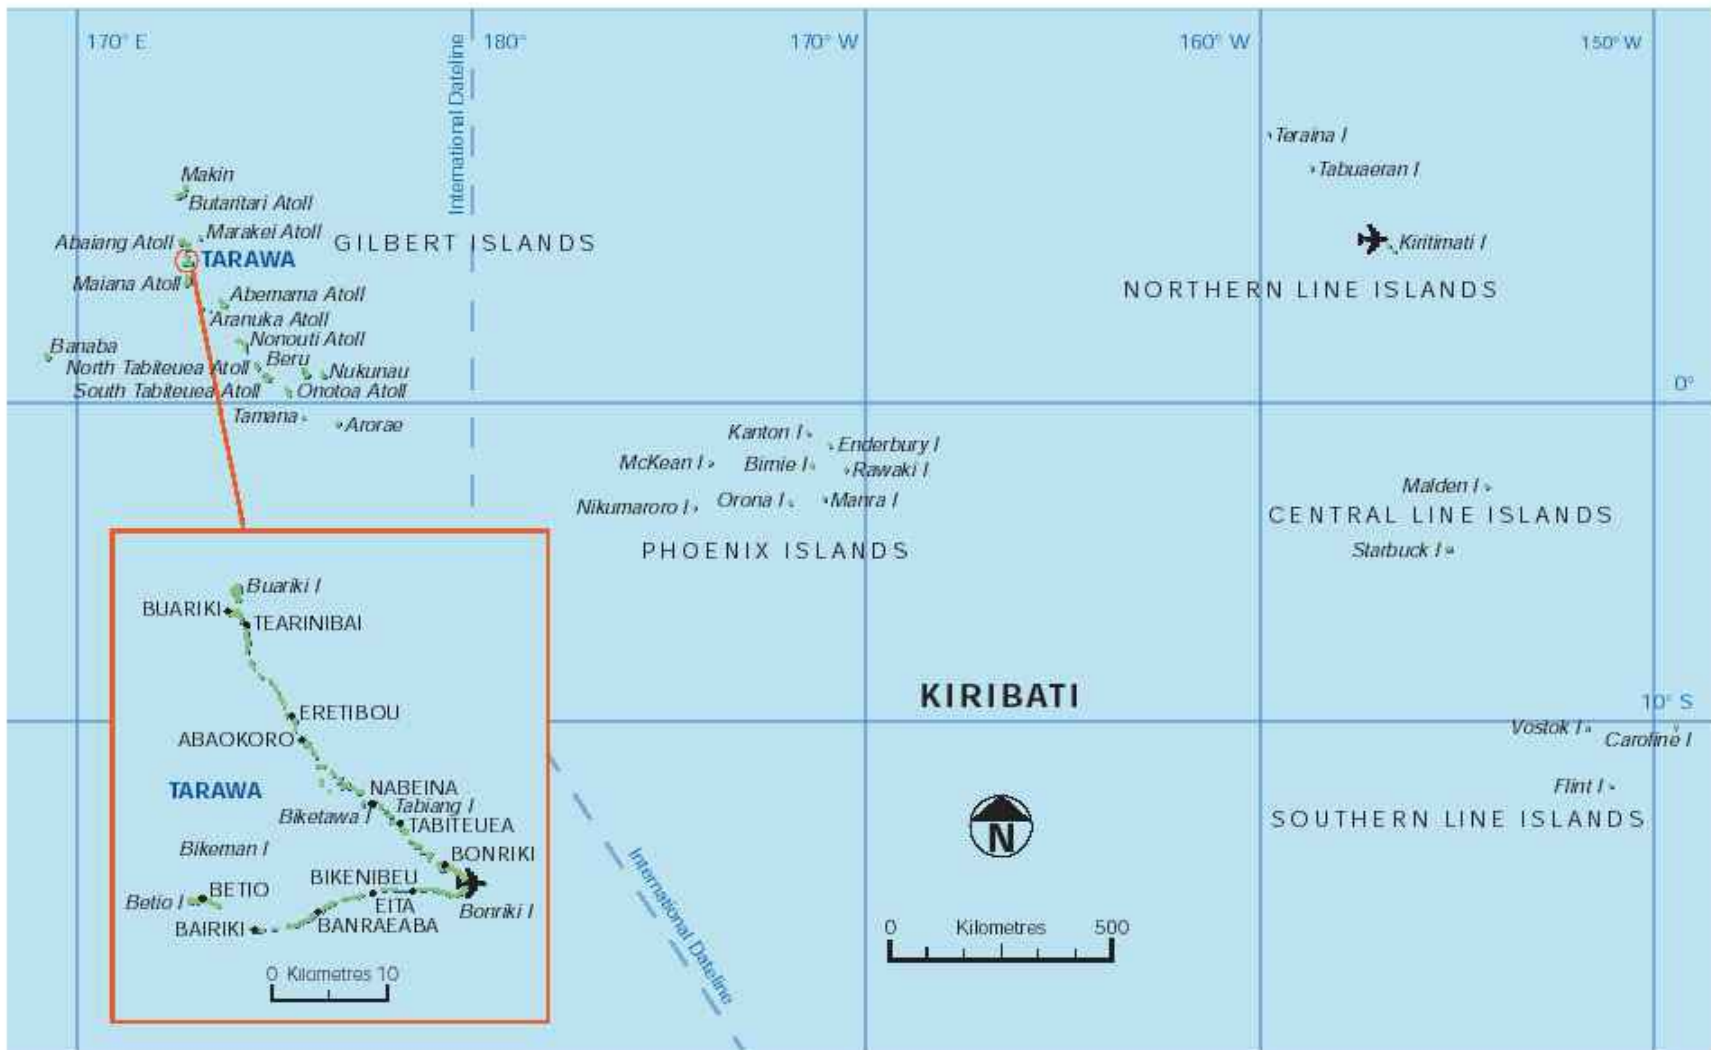 170° E
180°
170° W
160° W
150° W
International Dateline
Teraina I
Tabuaeran I
Makin
Butaritari Atoll
Marakei Atoll
Abaiang Atoll
GILBERT ISLANDS
Kiritimati I
TARAWA
Maiana Atoll
NORTHERN LINE ISLANDS
Abemama Atoll
Aranuka Atoll
Nonouti Atoll
Banaba
Beru
North Tabiteuea Atoll
Nukunau
South Tabiteuea Atoll
Onotoa Atoll
0°
Tamana
Arorae
Kanton I
Enderbury I
McKean I
Birnie I
Rawaki I
Nikumaroro I
Orona I
Manra I
Malden I
CENTRAL LINE ISLANDS
PHOENIX ISLANDS
Starbuck I
Buariki I
BUARIKI
TEARINIBAI
KIRIBATI
10° S
ERETIBOU
Vostok I
Caroline I
ABAOKORO
TARAWA
NABEINA
Tabiang I
Biketawa I
TABITEUEA
Flint I
SOUTHERN LINE ISLANDS
N
Bikeman I
BONRIKI
BIKENIBEU
BETIO
Betio I
EITA
Bonriki I
BAIRIKI
BANRAEABA
International Dateline
0 Kilometres 500
0 Kilometres 10